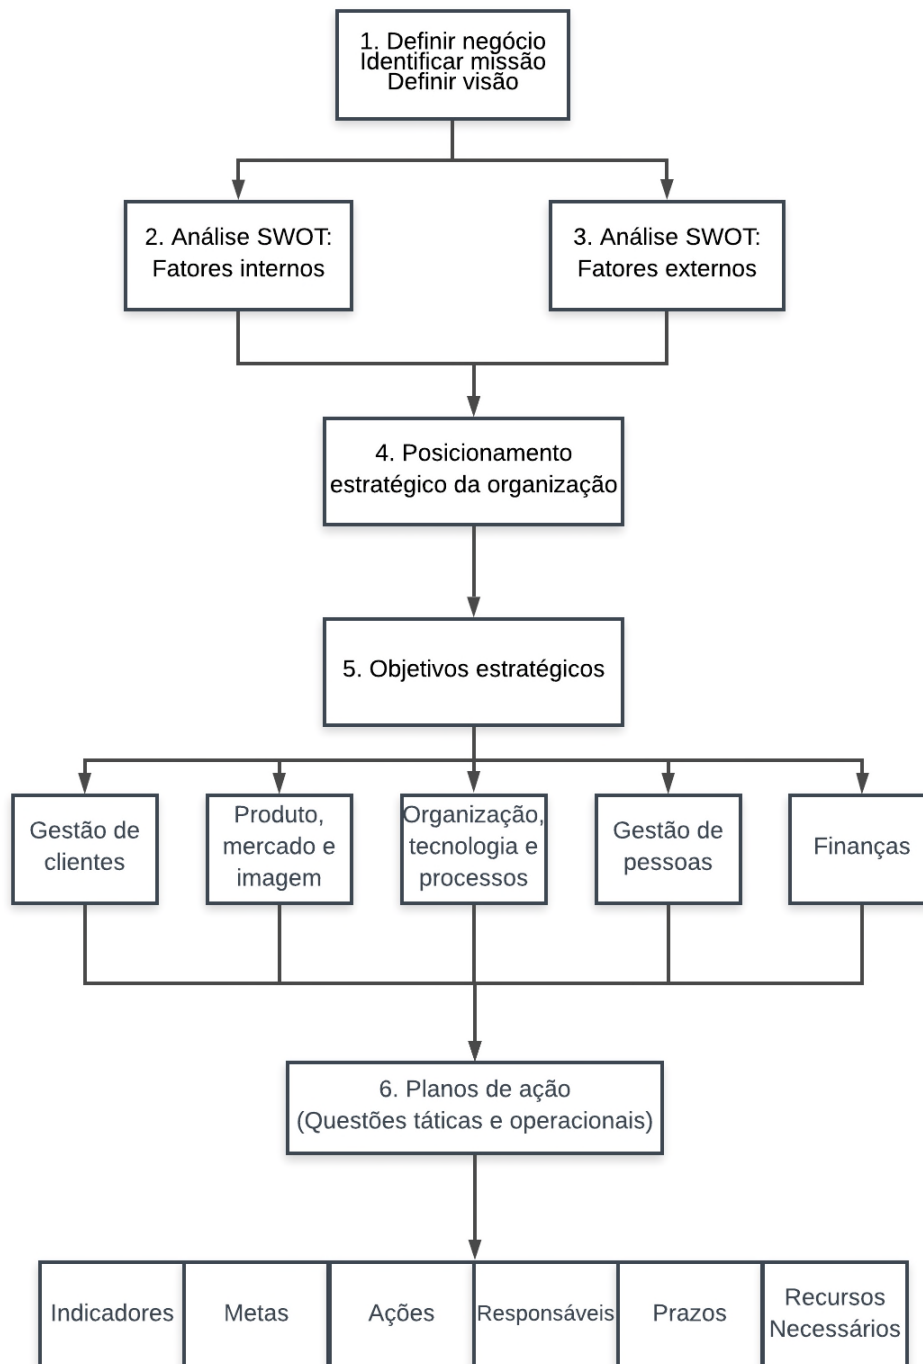 1. Definir negócio
Identificar missão
Definir visão
2. Análise SWOT:
Fatores internos
3. Análise SWOT:
Fatores externos
4. Posicionamento
estratégico da organização
5. Objetivos estratégicos
Gestão de
clientes
Produto,
mercado e
imagem
Organização,
tecnologia e
processos
Gestão de
pessoas
Finanças
6. Planos de ação
(Questões táticas e operacionais)
Indicadores
Metas
Ações
Responsáveis
Prazos
Recursos
Necessários